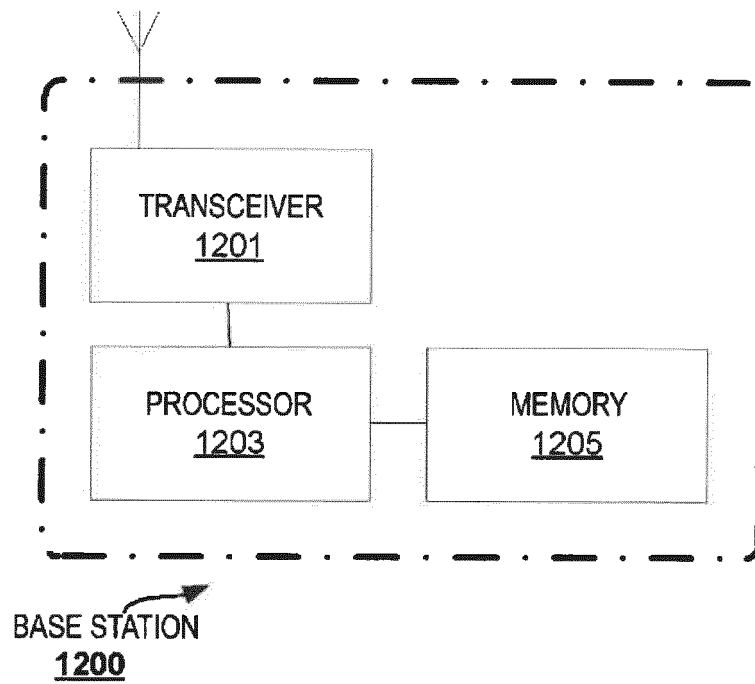 TRANSCEIVER
1201
PROCESSOR
1203
MEMORY
1205
BASE STATION
1200